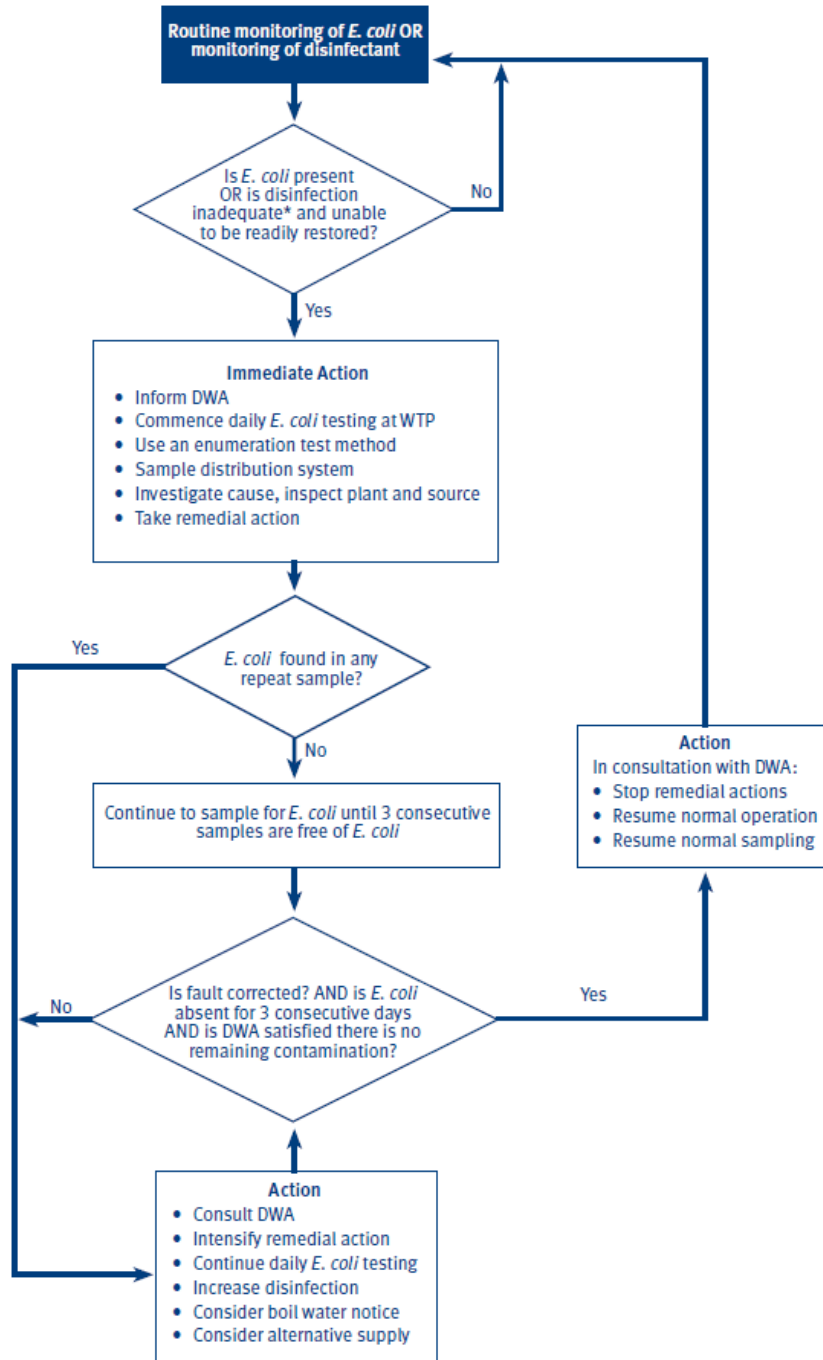 Routine monitoring of E. coli OR
monitoring of disinfectant
Is E. coli present
OR is disinfection
inadequate* and unable
to be readily restored?
No
Yes
Immediate Action
• Inform DWA
• Commence daily E. coli testing at WTP
• Use an enumeration test method
• Sample distribution system
• Investigate cause, inspect plant and source
• Take remedial action
Yes
E. coli found in any
repeat sample?
No
Continue to sample for E. coli until 3 consecutive
samples are free of E. coli
Action
In consultation with DWA:
• Stop remedial actions
• Resume normal operation
• Resume normal sampling
No
Is fault corrected? AND is E. coli
absent for 3 consecutive days
AND is DWA satisfied there is no
remaining contamination?
Yes
Action
• Consult DWA
• Intensify remedial action
• Continue daily E. coli testing
• Increase disinfection
• Consider boil water notice
• Consider alternative supply